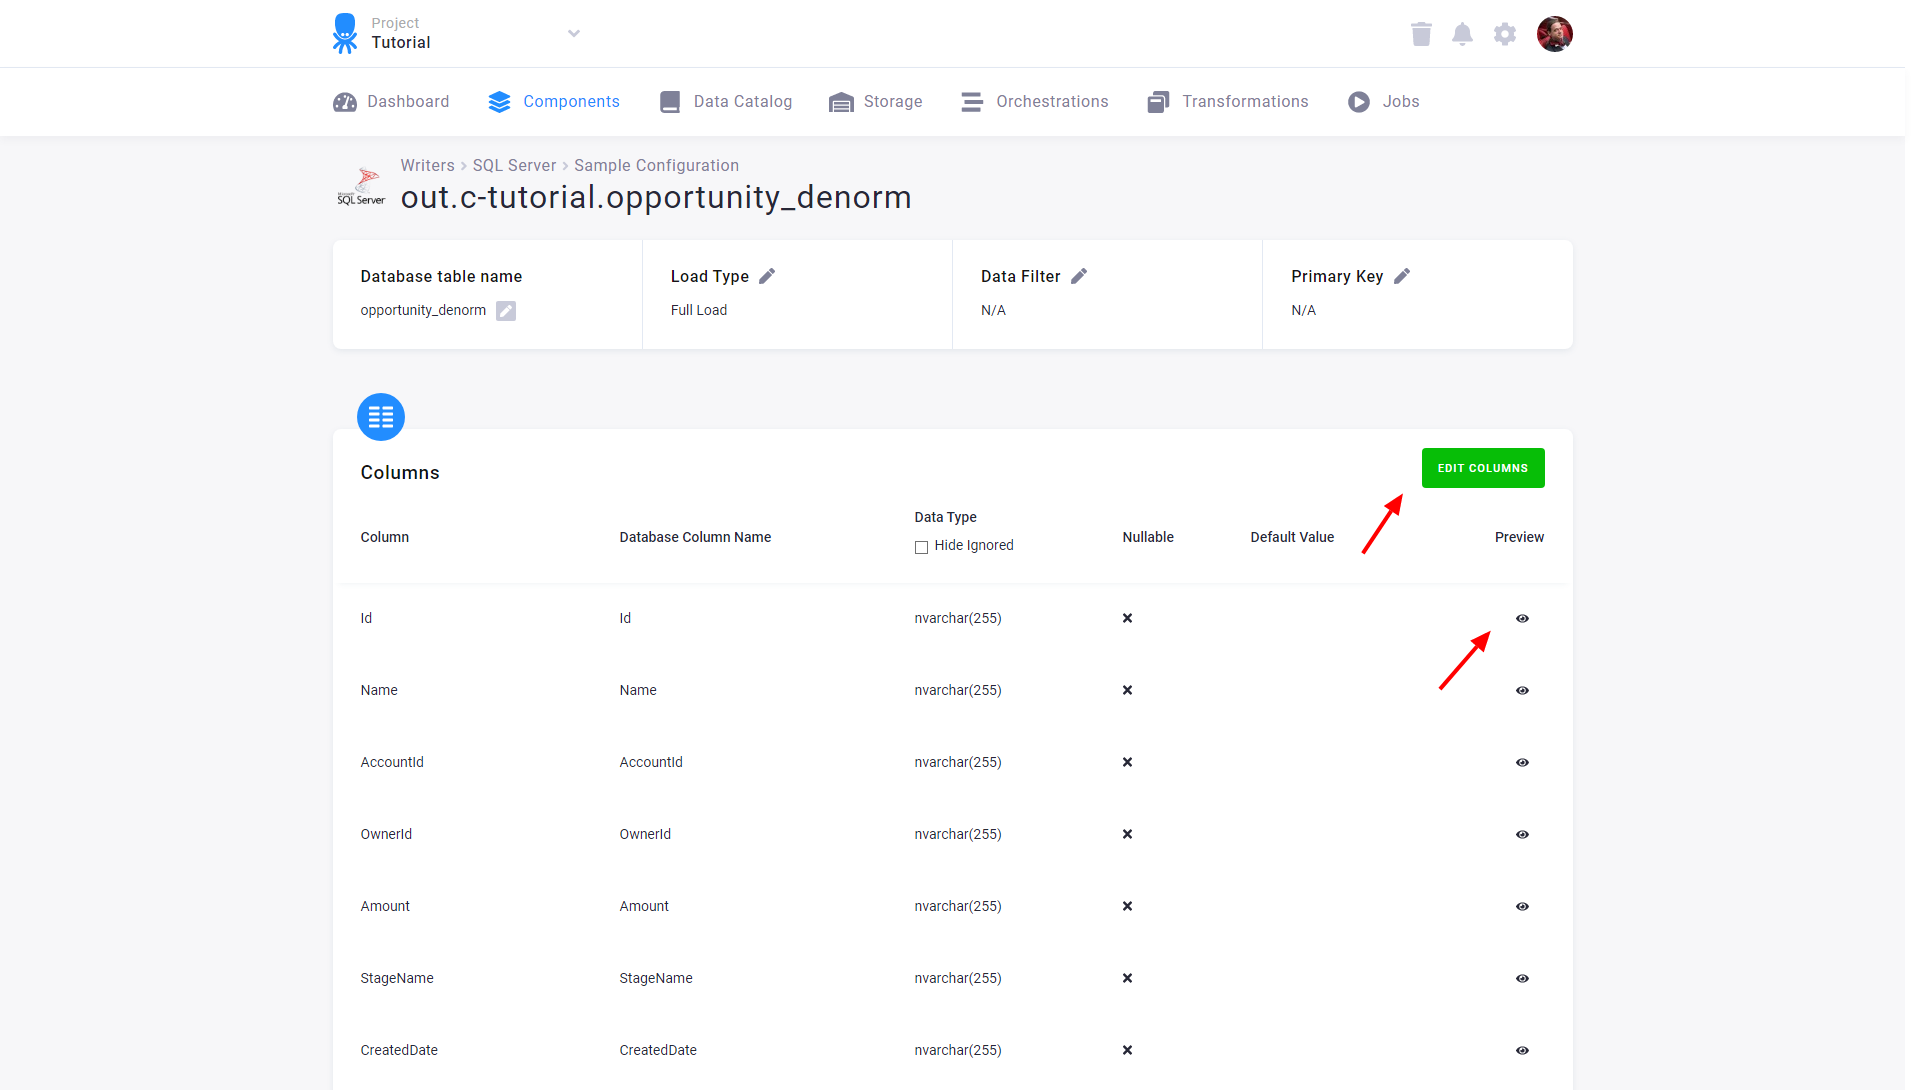 Project
Tutorial
Dashboard Components Data Catalog Storage Orchestrations Transformations Jobs
SQL Server
Writers > SQL Server > Sample Configuration
out.c-tutorial.opportunity_denorm
Database table name
opportunity_denorm
Load Type
Full Load
Data Filter
N/A
Primary Key
N/A
Columns
EDIT COLUMNS
Column Database Column Name Data Type Nullable Default Value Preview
Hide Ignored
Id Id nvarchar(255)
Name Name nvarchar(255)
AccountId AccountId nvarchar(255)
OwnerId OwnerId nvarchar(255)
Amount Amount nvarchar(255)
StageName StageName nvarchar(255)
CreatedDate CreatedDate nvarchar(255)